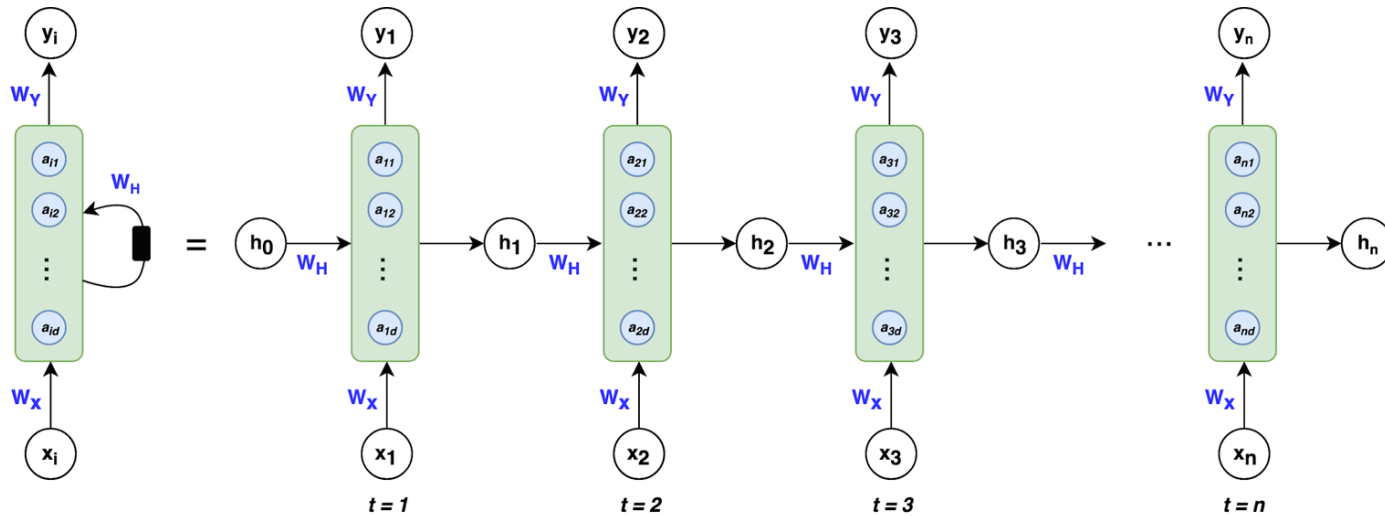 yi y1 y2 y3 yn
WY WY WY WY WY
ai1 a11 a21 a31 an1
WH
ai2 a12 a22 a32 an2
= h0 h1 h2 h3 ... hn
WH WH WH WH
⋮ ⋮ ⋮ ⋮ ⋮
aid a1d a2d a3d and
WX WX WX WX WX
xi x1 x2 x3 xn
t = 1 t = 2 t = 3 t = n